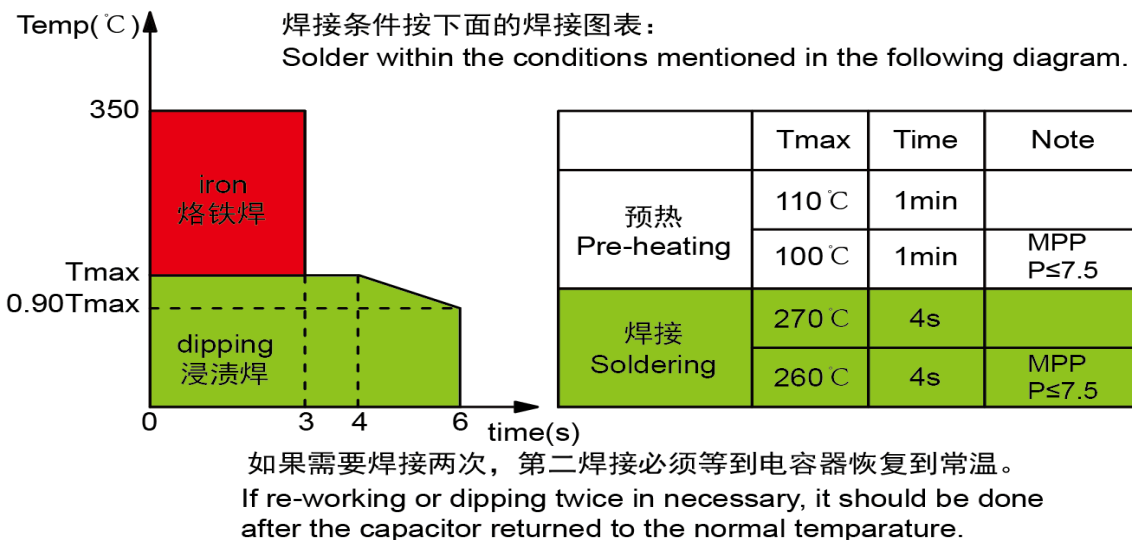 Temp(℃)
焊接条件按下面的焊接图表：
Solder within the conditions mentioned in the following diagram.
350
iron
烙铁焊
Tmax
0.90Tmax
dipping
浸渍焊
0
3
4
6
time(s)
Tmax Time Note
预热
Pre-heating
110℃ 1min
100℃ 1min MPP
P≤7.5
焊接
Soldering
270℃ 4s
260℃ 4s MPP
P≤7.5
如果需要焊接两次，第二焊接必须等到电容器恢复到常温。
If re-working or dipping twice in necessary, it should be done
after the capacitor returned to the normal temparature.